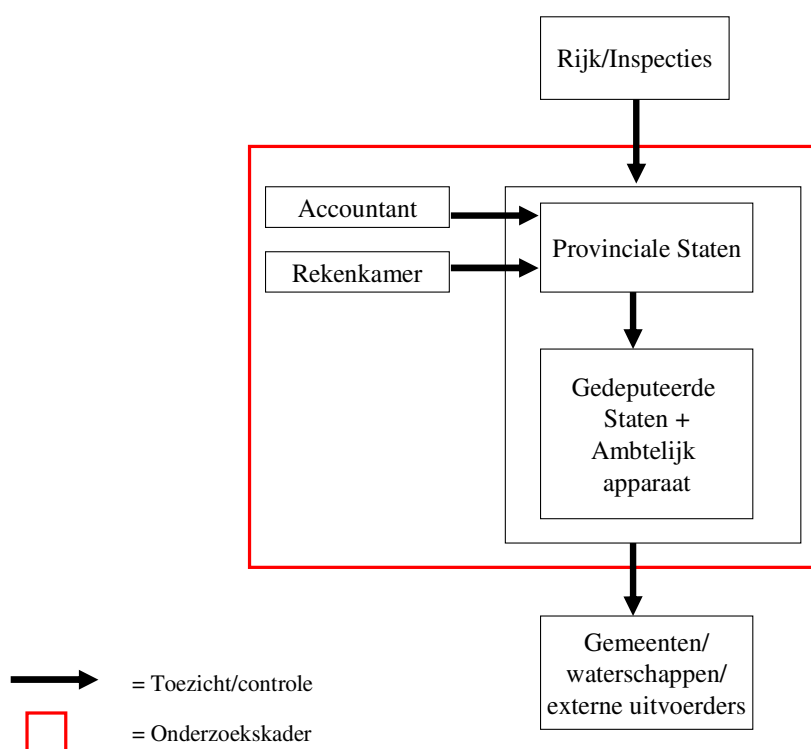 Rijk/Inspecties
Accountant
Rekenkamer
Provinciale Staten
Gedeputeerde
Staten +
Ambtelijk
apparaat
Gemeenten/
waterschappen/
externe uitvoerders
= Toezicht/controle
= Onderzoekskader